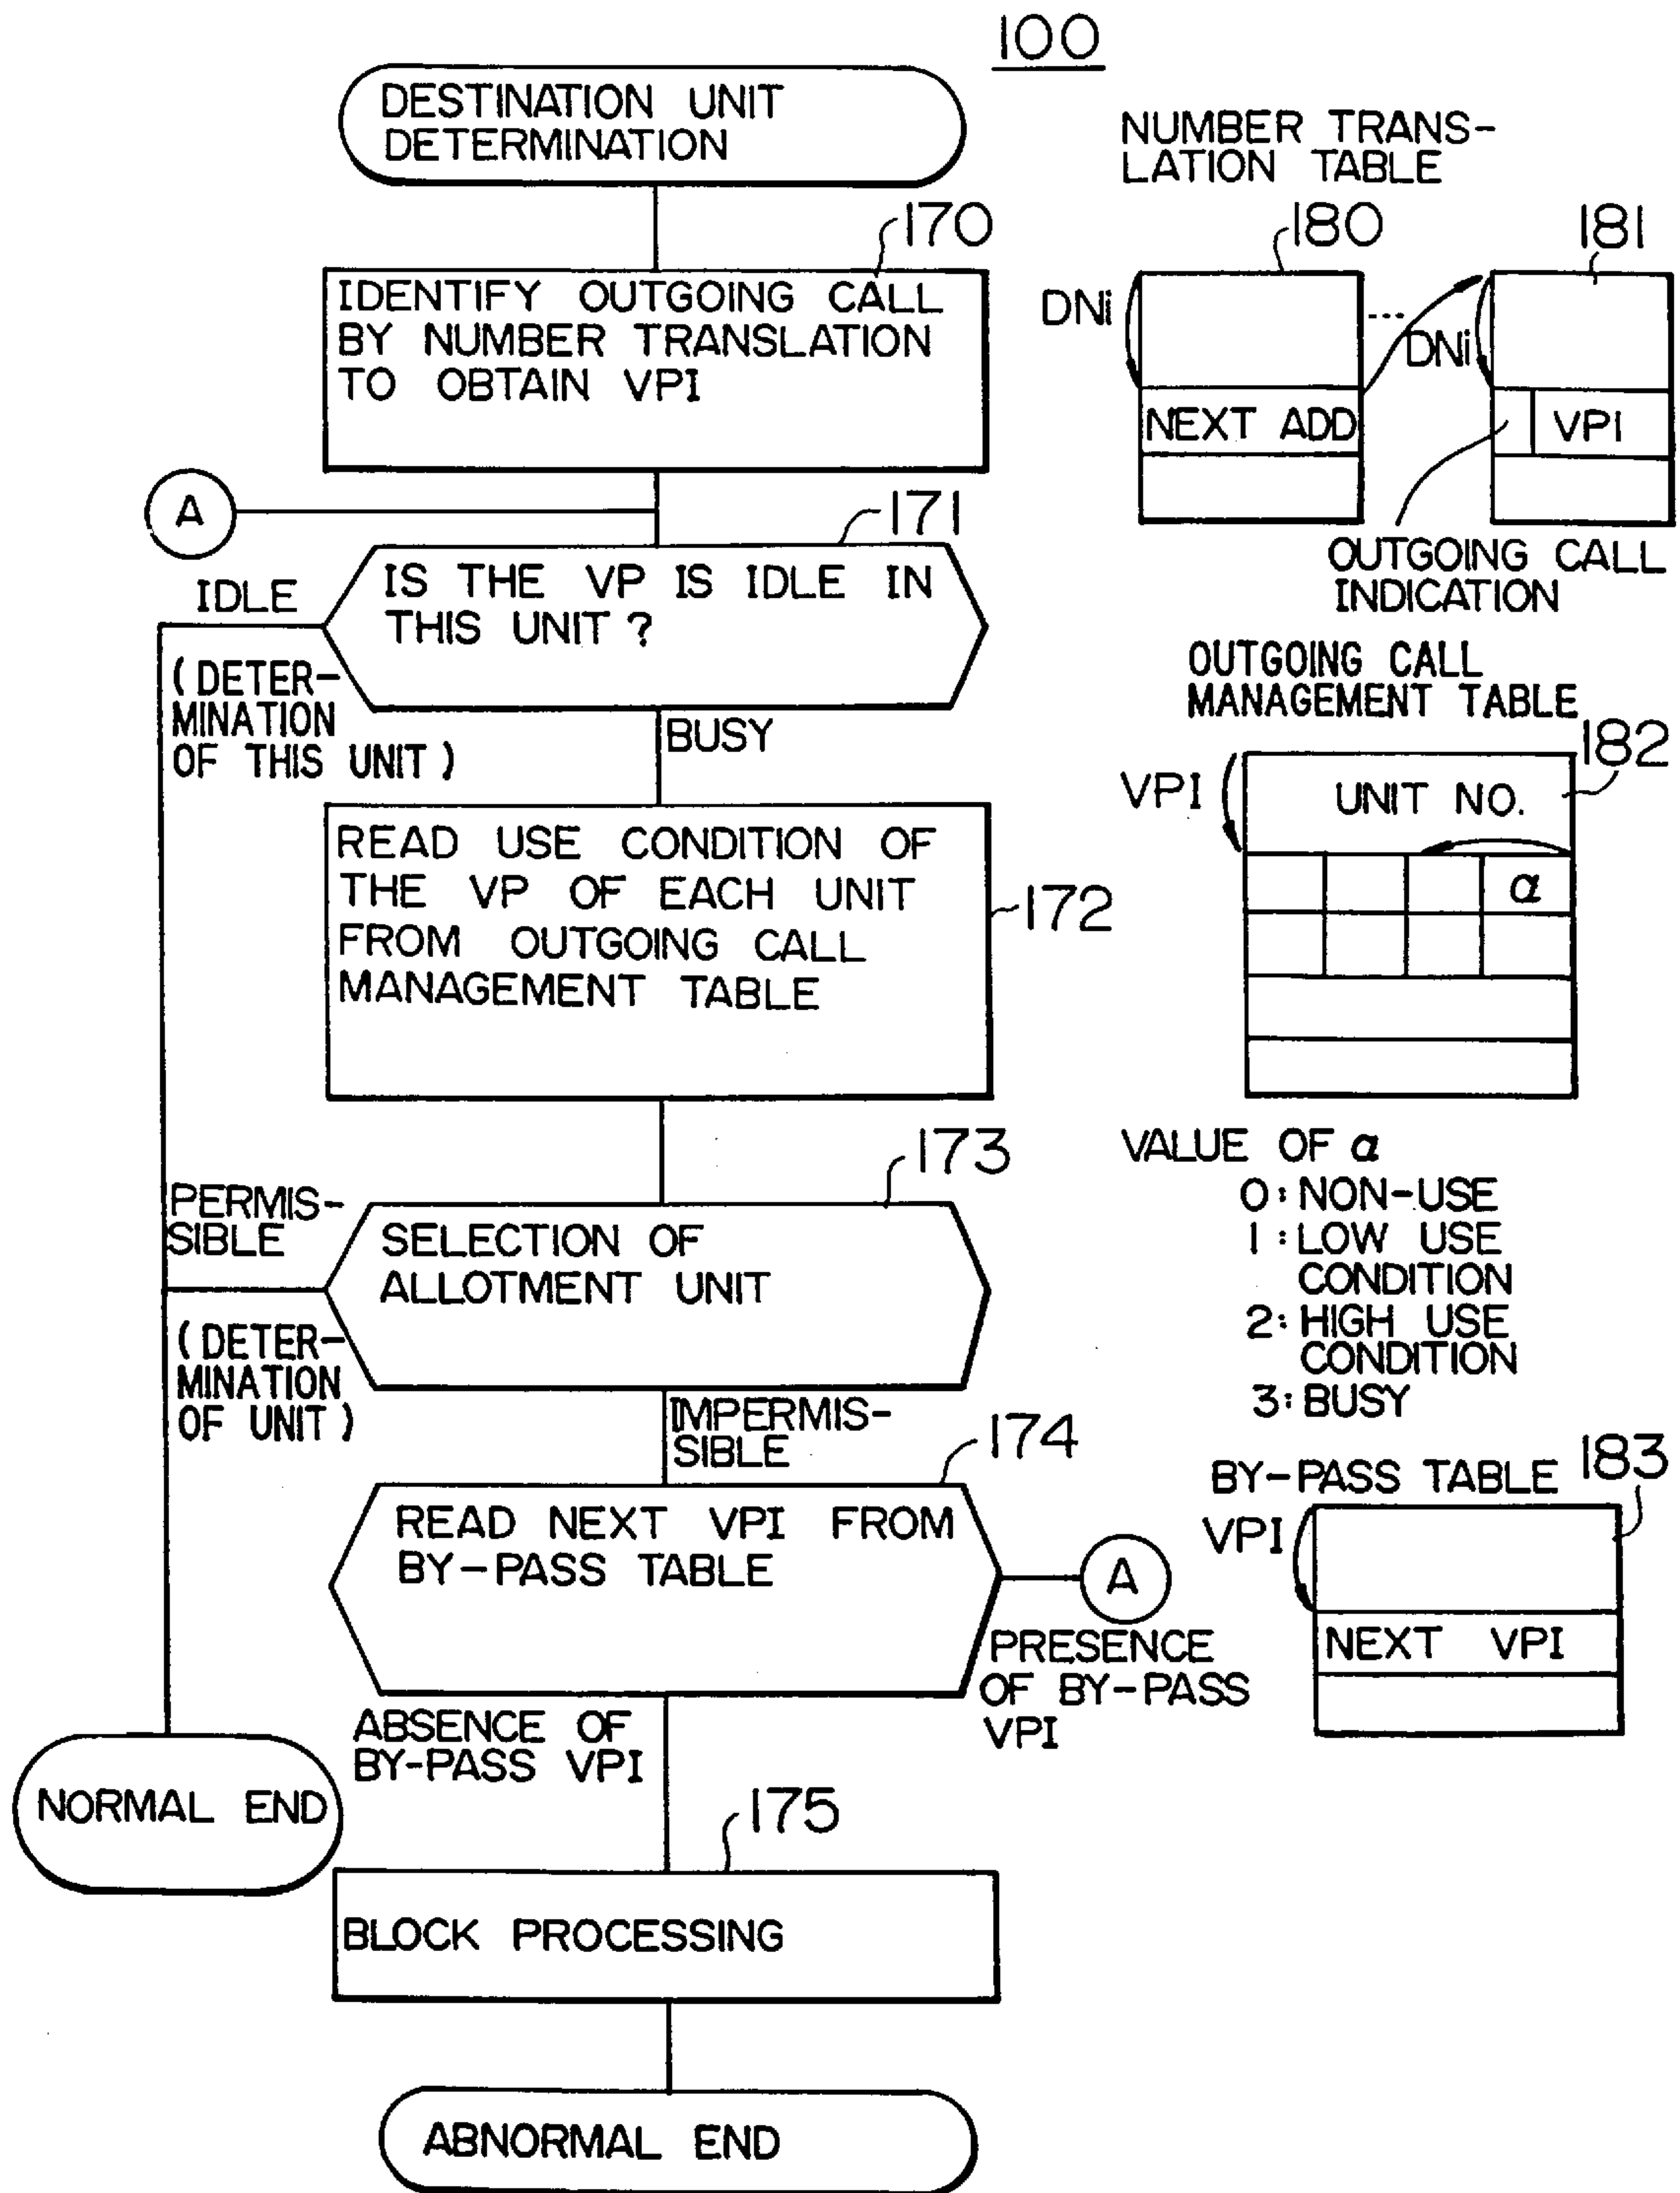 100
DESTINATION UNIT
DETERMINATION
170
IDENTIFY OUTGOING CALL
BY NUMBER TRANSLATION
TO OBTAIN VPI
A
171
IS THE VP IS IDLE IN
THIS UNIT ?
IDLE
(DETER-
MINATION
OF THIS UNIT)
BUSY
READ USE CONDITION OF
THE VP OF EACH UNIT
FROM OUTGOING CALL
MANAGEMENT TABLE
172
173
PERMIS-
SIBLE
SELECTION OF
ALLOTMENT UNIT
(DETER-
MINATION
OF UNIT)
IMPERMIS-
SIBLE
174
READ NEXT VPI FROM
BY-PASS TABLE
A
PRESENCE
OF BY-PASS
VPI
ABSENCE OF
BY-PASS VPI
NORMAL END
175
BLOCK PROCESSING
ABNORMAL END
NUMBER TRANS-
LATION TABLE
180
181
DNi
DNi
NEXT ADD
VPI
OUTGOING CALL
INDICATION
OUTGOING CALL
MANAGEMENT TABLE
182
VPI
UNIT NO.
α
VALUE OF α
0: NON-USE
1: LOW USE
CONDITION
2: HIGH USE
CONDITION
3: BUSY
BY-PASS TABLE 183
VPI
NEXT VPI